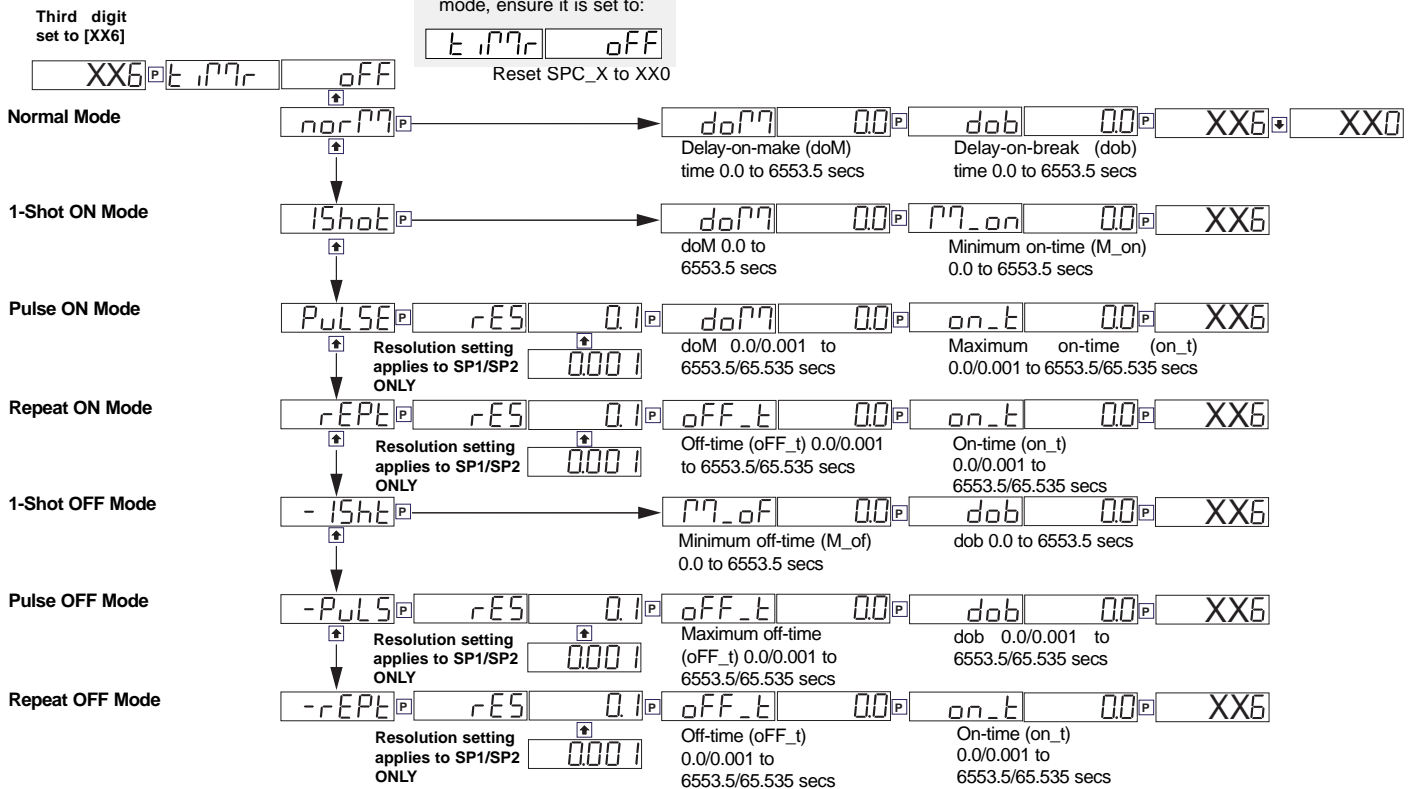 mode, ensure it is set to:
tiMr oFF
Reset SPC_X to XX0
Third digit
set to [XX6]
XX6 P tiMr oFF
Normal Mode
norM P doM 0.0 P dob 0.0 P XX6 XX0
Delay-on-make (doM)
time 0.0 to 6553.5 secs
Delay-on-break (dob)
time 0.0 to 6553.5 secs
1-Shot ON Mode
1Shot P doM 0.0 P M_on 0.0 P XX6
doM 0.0 to
6553.5 secs
Minimum on-time (M_on)
0.0 to 6553.5 secs
Pulse ON Mode
PuLSE P rES 0.1 P doM 0.0 P on_t 0.0 P XX6
Resolution setting
applies to SP1/SP2
ONLY
0.001
doM 0.0/0.001 to
6553.5/65.535 secs
Maximum on-time (on_t)
0.0/0.001 to 6553.5/65.535 secs
Repeat ON Mode
rEPt P rES 0.1 P oFF_t 0.0 P on_t 0.0 P XX6
Resolution setting
applies to SP1/SP2
ONLY
0.001
Off-time (oFF_t) 0.0/0.001
to 6553.5/65.535 secs
On-time (on_t)
0.0/0.001 to
6553.5/65.535 secs
1-Shot OFF Mode
-1Sht P M_oF 0.0 P dob 0.0 P XX6
Minimum off-time (M_of)
0.0 to 6553.5 secs
dob 0.0 to 6553.5 secs
Pulse OFF Mode
-PuLS P rES 0.1 P oFF_t 0.0 P dob 0.0 P XX6
Resolution setting
applies to SP1/SP2
ONLY
0.001
Maximum off-time
(oFF_t) 0.0/0.001 to
6553.5/65.535 secs
dob 0.0/0.001 to
6553.5/65.535 secs
Repeat OFF Mode
-rEPt P rES 0.1 P oFF_t 0.0 P on_t 0.0 P XX6
Resolution setting
applies to SP1/SP2
ONLY
0.001
Off-time (oFF_t)
0.0/0.001 to
6553.5/65.535 secs
On-time (on_t)
0.0/0.001 to
6553.5/65.535 secs